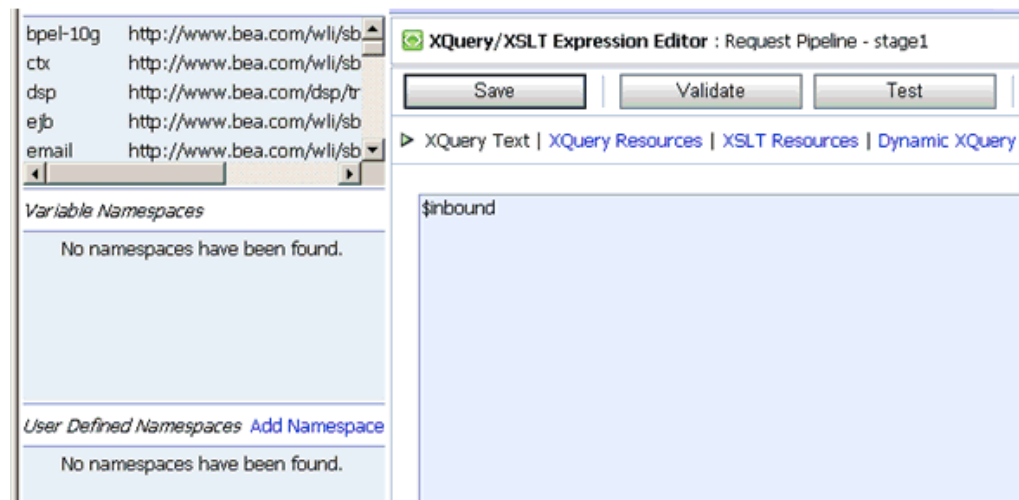 bpel-10g http://www.bea.com/wli/sb
ctx http://www.bea.com/wli/sb
dsp http://www.bea.com/dsp/tr
ejb http://www.bea.com/wli/sb
email http://www.bea.com/wli/sb
Variable Namespaces
No namespaces have been found.
User Defined Namespaces Add Namespace
No namespaces have been found.
XQuery/XSLT Expression Editor : Request Pipeline - stage1
Save Validate Test
XQuery Text | XQuery Resources | XSLT Resources | Dynamic XQuery
$inbound